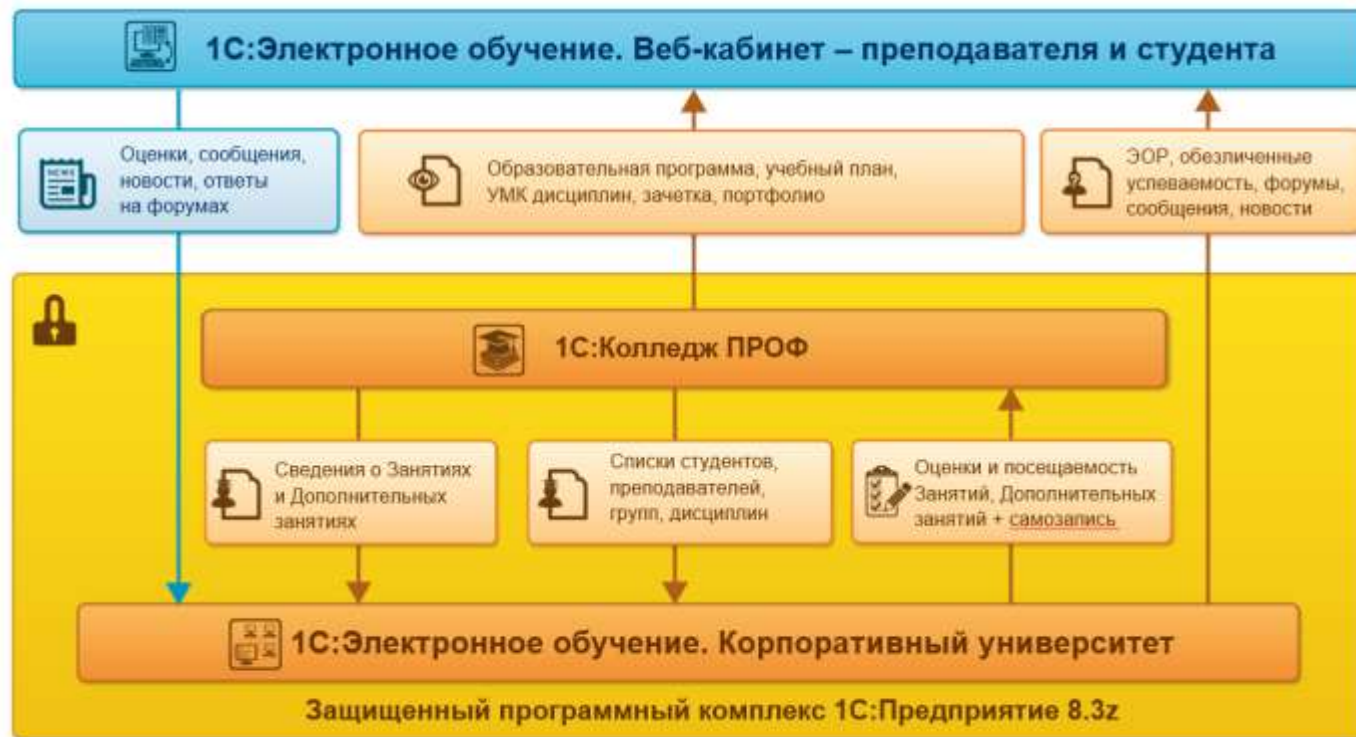 1С:Электронное обучение. Веб-кабинет – преподавателя и студента
NEWS
Оценки, сообщения,
новости, ответы
на форумах
Образовательная программа, учебный план,
УМК дисциплин, зачетка, портфолио
ЭОР, обезличенные
успеваемость, форумы,
сообщения, новости
1С:Колледж ПРОФ
Сведения о Занятиях
и Дополнительных
занятиях
Списки студентов,
преподавателей,
групп, дисциплин
Оценки и посещаемость
Занятий, Дополнительных
занятий + самозапись
1С:Электронное обучение. Корпоративный университет
Защищенный программный комплекс 1С:Предприятие 8.3z